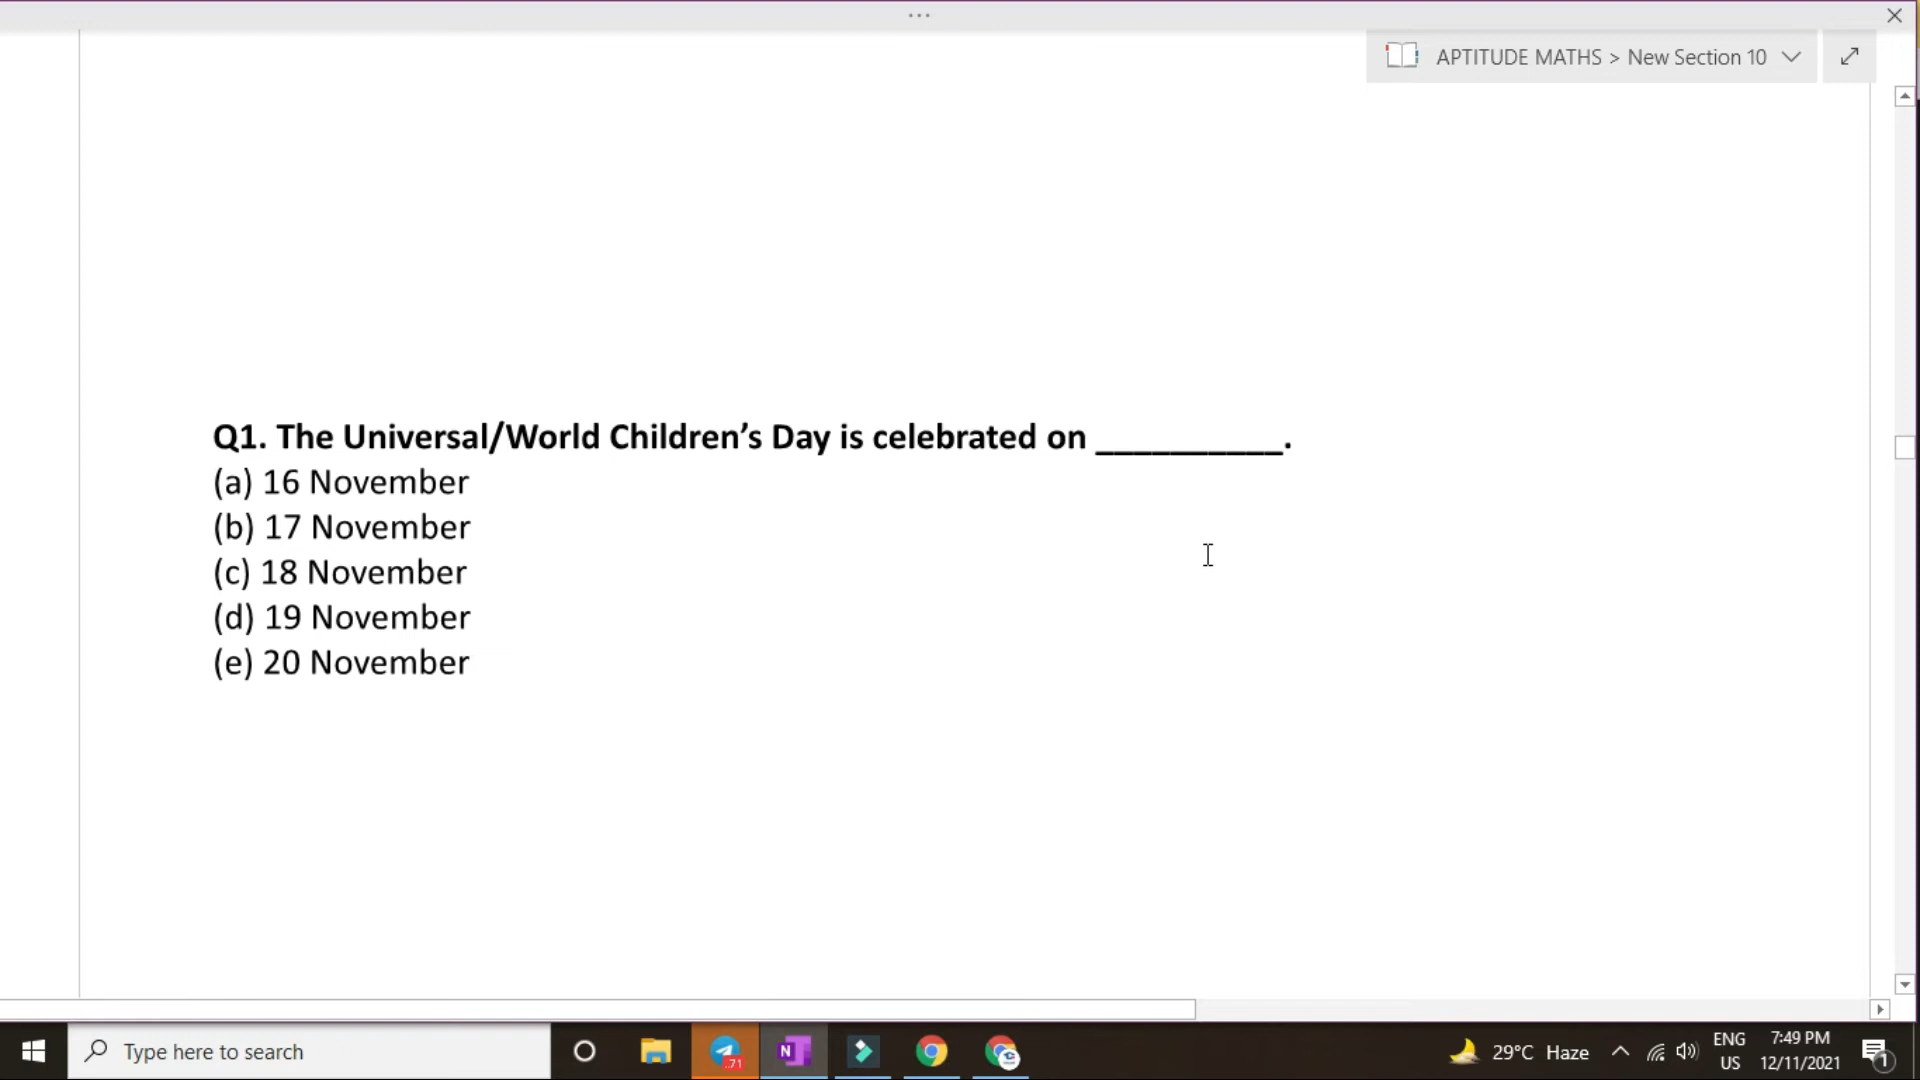 APTITUDE MATHS > New Section 10
Q1. The Universal/World Children’s Day is celebrated on __________.
(a) 16 November
(b) 17 November
(c) 18 November
(d) 19 November
(e) 20 November
Type here to search
71
N
29°C Haze
ENG
US
7:49 PM
12/11/2021
1